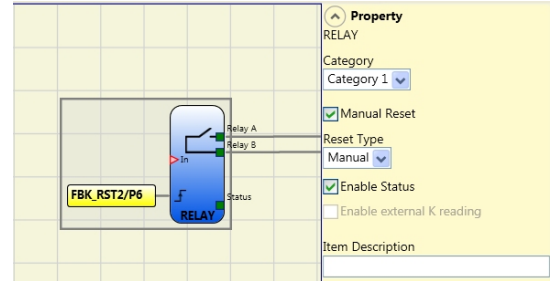 Property
RELAY
Category
Category 1
Manual Reset
Reset Type
Manual
Enable Status
Enable external K reading
Item Description
Relay A
Relay B
In
FBK_RST2/P6
Status
RELAY